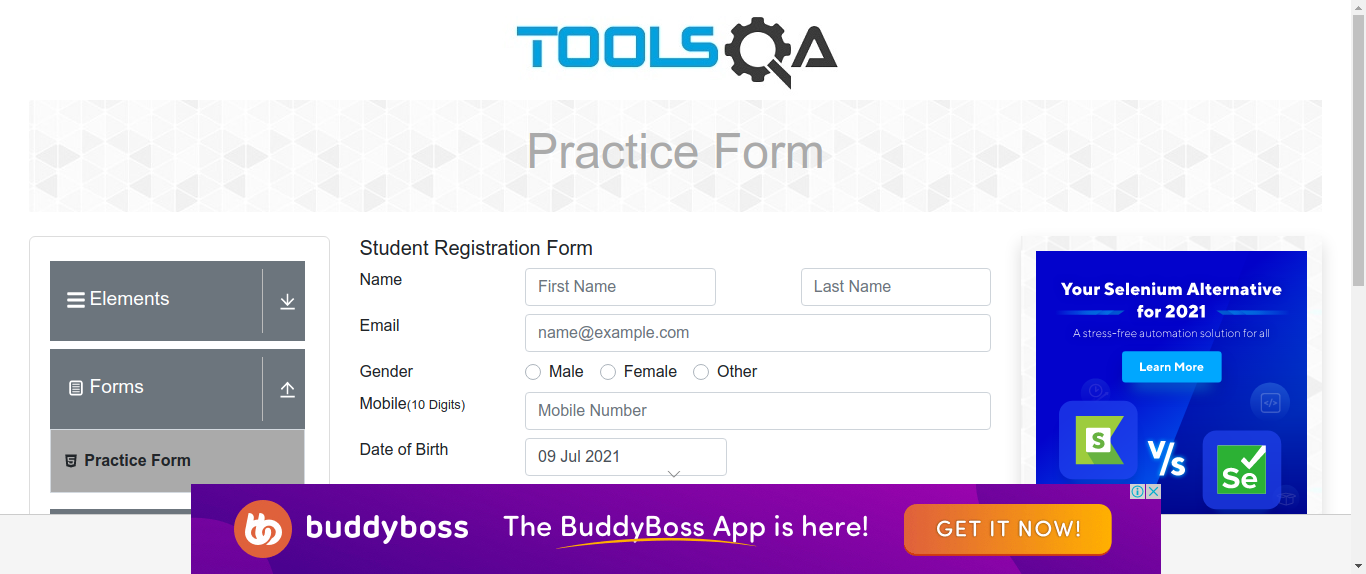 TOOLSQA
Practice Form
Elements
Forms
Practice Form
Student Registration Form
Name
First Name
Last Name
Email
name@example.com
Gender
Male
Female
Other
Mobile(10 Digits)
Mobile Number
Date of Birth
09 Jul 2021
Your Selenium Alternative
for 2021
A stress-free automation solution for all
Learn More
S
V/s
Se
buddyboss
The BuddyBoss App is here!
GET IT NOW!